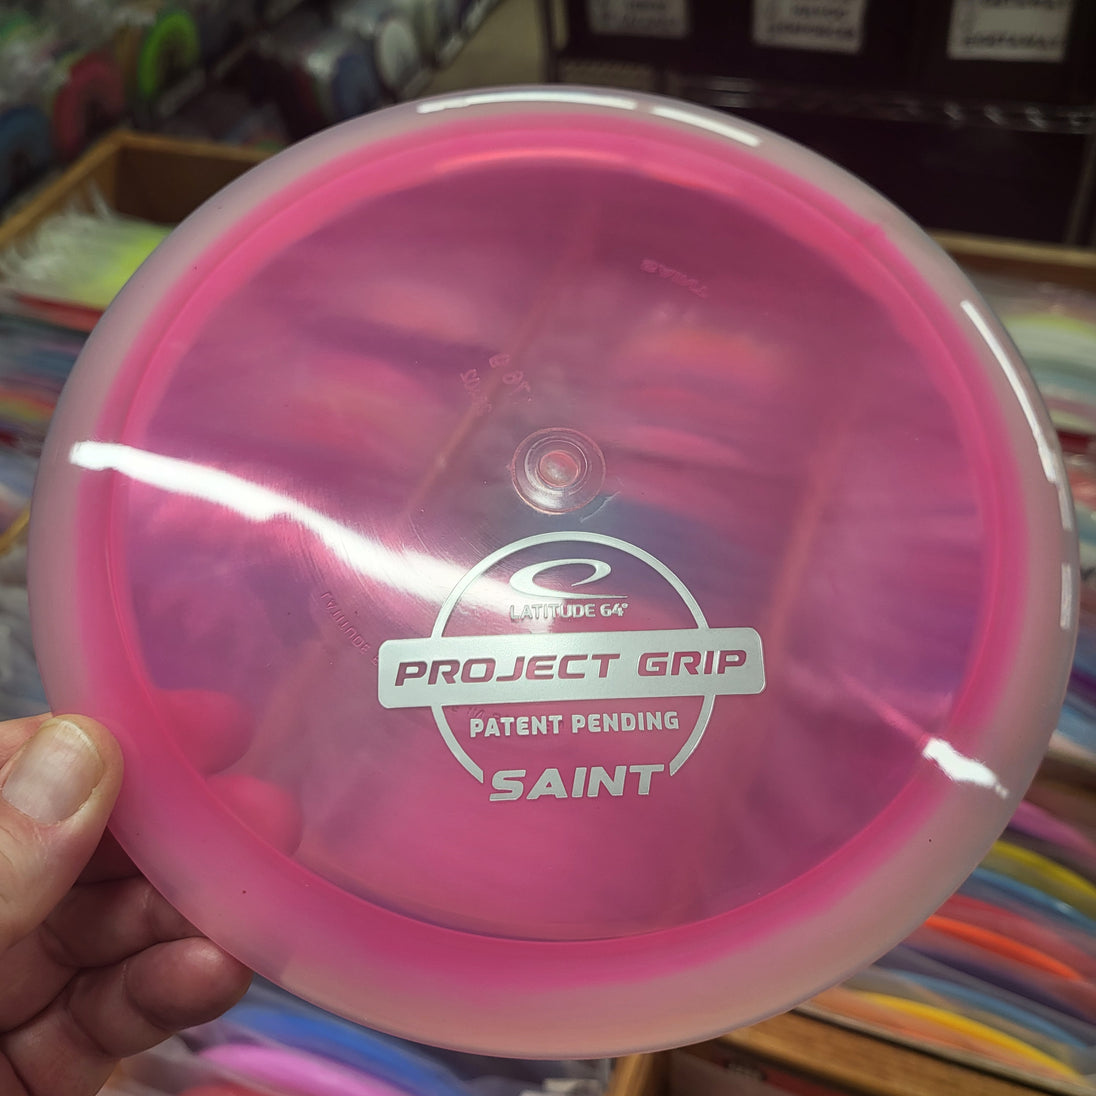 LATITUDE 64°
PROJECT GRIP
PATENT PENDING
SAINT